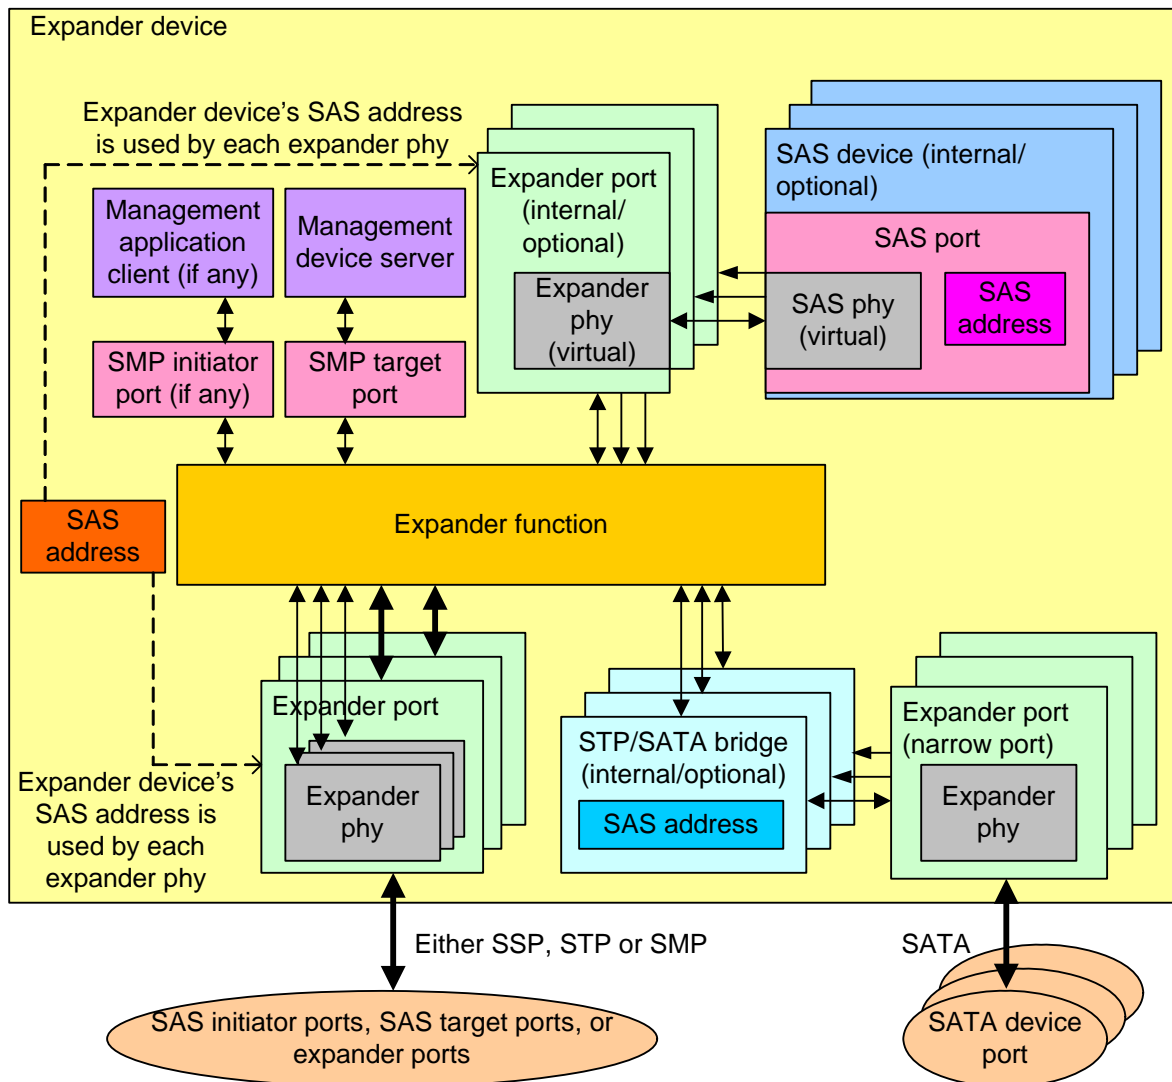 Expander device
Expander device's SAS address
is used by each expander phy
Management
application
client (if any)
Management
device server
SMP initiator
port (if any)
SMP target
port
Expander port
(internal/
optional)
Expander
phy
(virtual)
SAS device (internal/
optional)
SAS port
SAS phy
(virtual)
SAS
address
SAS
address
Expander function
Expander port
Expander
phy
Expander device's
SAS address is
used by each
expander phy
STP/SATA bridge
(internal/optional)
SAS address
Expander port
(narrow port)
Expander
phy
Either SSP, STP or SMP
SATA
SAS initiator ports, SAS target ports, or
expander ports
SATA device
port